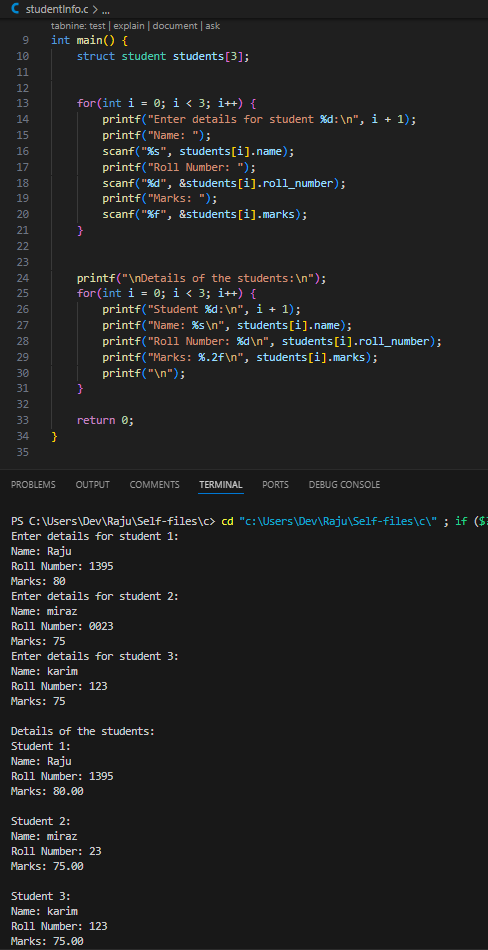 C studentInfo.c > ...
tabnine: test | explain | document | ask
9 int main() {
10 struct student students[3];
11
12
13 for(int i = 0; i < 3; i++) {
14 printf("Enter details for student %d:\n", i + 1);
15 printf("Name: ");
16 scanf("%s", students[i].name);
17 printf("Roll Number: ");
18 scanf("%d", &students[i].roll_number);
19 printf("Marks: ");
20 scanf("%f", &students[i].marks);
21 }
22
23
24 printf("\nDetails of the students:\n");
25 for(int i = 0; i < 3; i++) {
26 printf("Student %d:\n", i + 1);
27 printf("Name: %s\n", students[i].name);
28 printf("Roll Number: %d\n", students[i].roll_number);
29 printf("Marks: %.2f\n", students[i].marks);
30 printf("\n");
31 }
32
33 return 0;
34 }
35
PROBLEMS OUTPUT COMMENTS TERMINAL PORTS DEBUG CONSOLE
PS C:\Users\Dev\Raju\Self-files\c> cd "c:\Users\Dev\Raju\Self-files\c\" ; if ($?
Enter details for student 1:
Name: Raju
Roll Number: 1395
Marks: 80
Enter details for student 2:
Name: miraz
Roll Number: 0023
Marks: 75
Enter details for student 3:
Name: karim
Roll Number: 123
Marks: 75

Details of the students:
Student 1:
Name: Raju
Roll Number: 1395
Marks: 80.00

Student 2:
Name: miraz
Roll Number: 23
Marks: 75.00

Student 3:
Name: karim
Roll Number: 123
Marks: 75.00